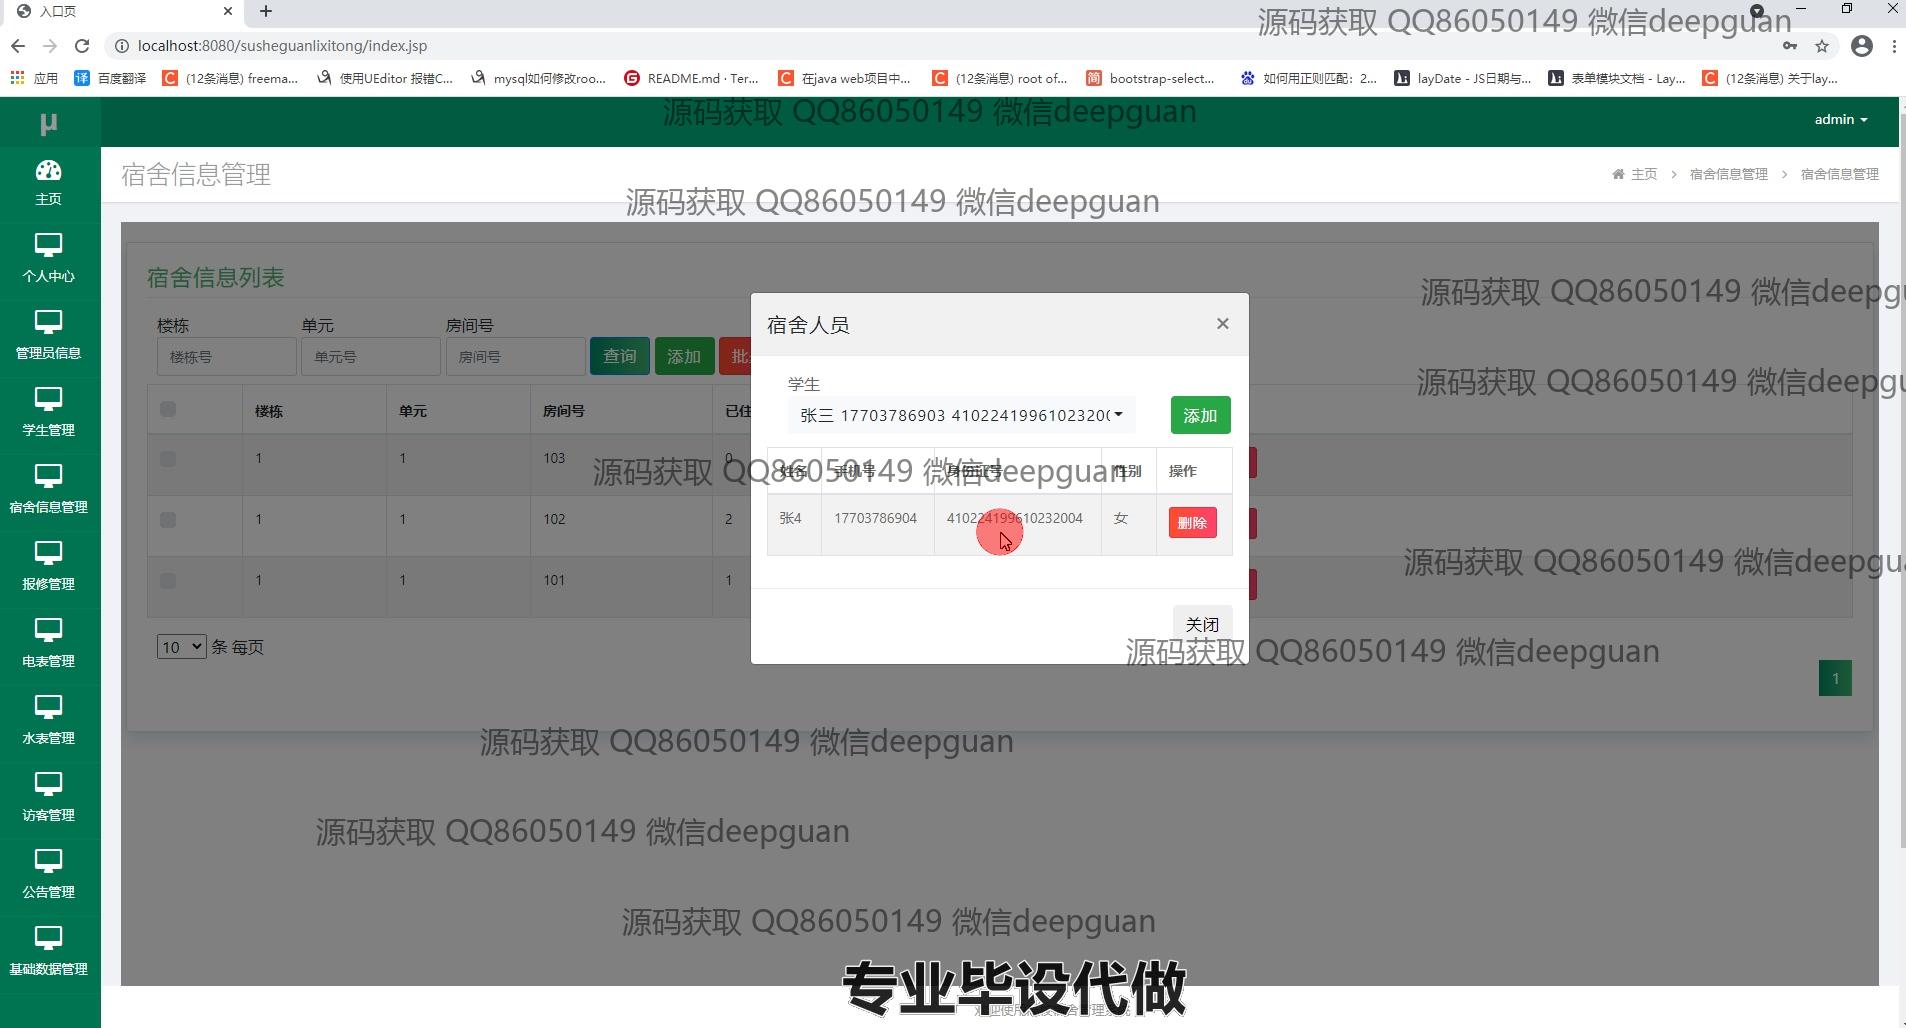 入口页
localhost:8080/susheguanlixitong/index.jsp
应用 百度翻译 (12条消息) freema... 使用UEditor 报错C... mysql如何修改roo... README.md · Ter... 在java web项目中... (12条消息) root of... bootstrap-select... 如何用正则匹配：2... layDate - JS日期与... 表单模块文档 - Lay... (12条消息) 关于lay...
源码获取 QQ86050149 微信deepguan
源码获取 QQ86050149 微信deepguan
μ
admin
主页
个人中心
管理员信息
学生管理
宿舍信息管理
报修管理
电表管理
水表管理
访客管理
公告管理
基础数据管理
宿舍信息管理
主页 > 宿舍信息管理 > 宿舍信息管理
源码获取 QQ86050149 微信deepguan
宿舍信息列表
源码获取 QQ86050149 微信deepgu
楼栋 单元 房间号
楼栋号 单元号 房间号 查询 添加
源码获取 QQ86050149 微信deepgu
楼栋 单元 房间号 已住
1 1 103 0
1 1 102 2
1 1 101 1
10 条 每页
1
宿舍人员
×
学生
张三 17703786903 41022419961023200
添加
姓名 手机号 身份证号 性别 操作
源码获取 QQ86050149 微信deepguan
张4 17703786904 410224199610232004 女 删除
源码获取 QQ86050149 微信deepgu
关闭
源码获取 QQ86050149 微信deepguan
源码获取 QQ86050149 微信deepguan
源码获取 QQ86050149 微信deepguan
源码获取 QQ86050149 微信deepguan
专业毕设代做